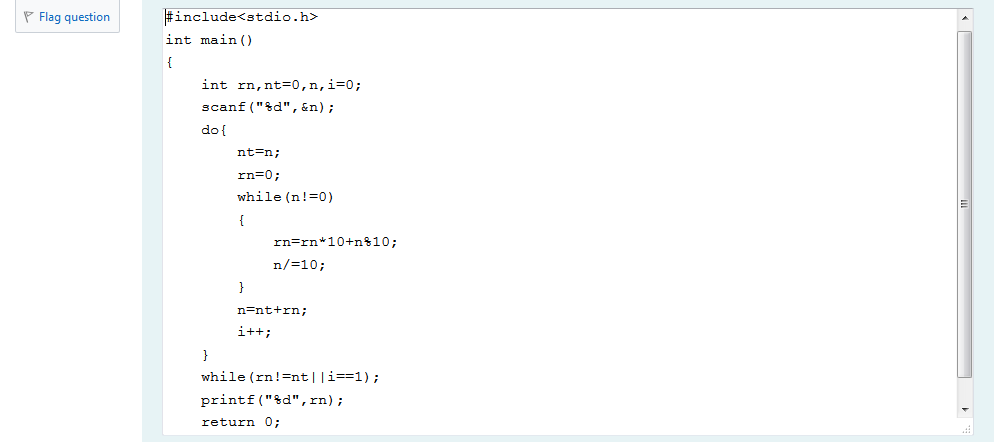 Flag question
#include<stdio.h>
int main()
{
    int rn,nt=0,n,i=0;
    scanf("%d",&n);
    do{
        nt=n;
        rn=0;
        while(n!=0)
        {
            rn=rn*10+n%10;
            n/=10;
        }
        n=nt+rn;
        i++;
    }
    while(rn!=nt||i==1);
    printf("%d",rn);
    return 0;